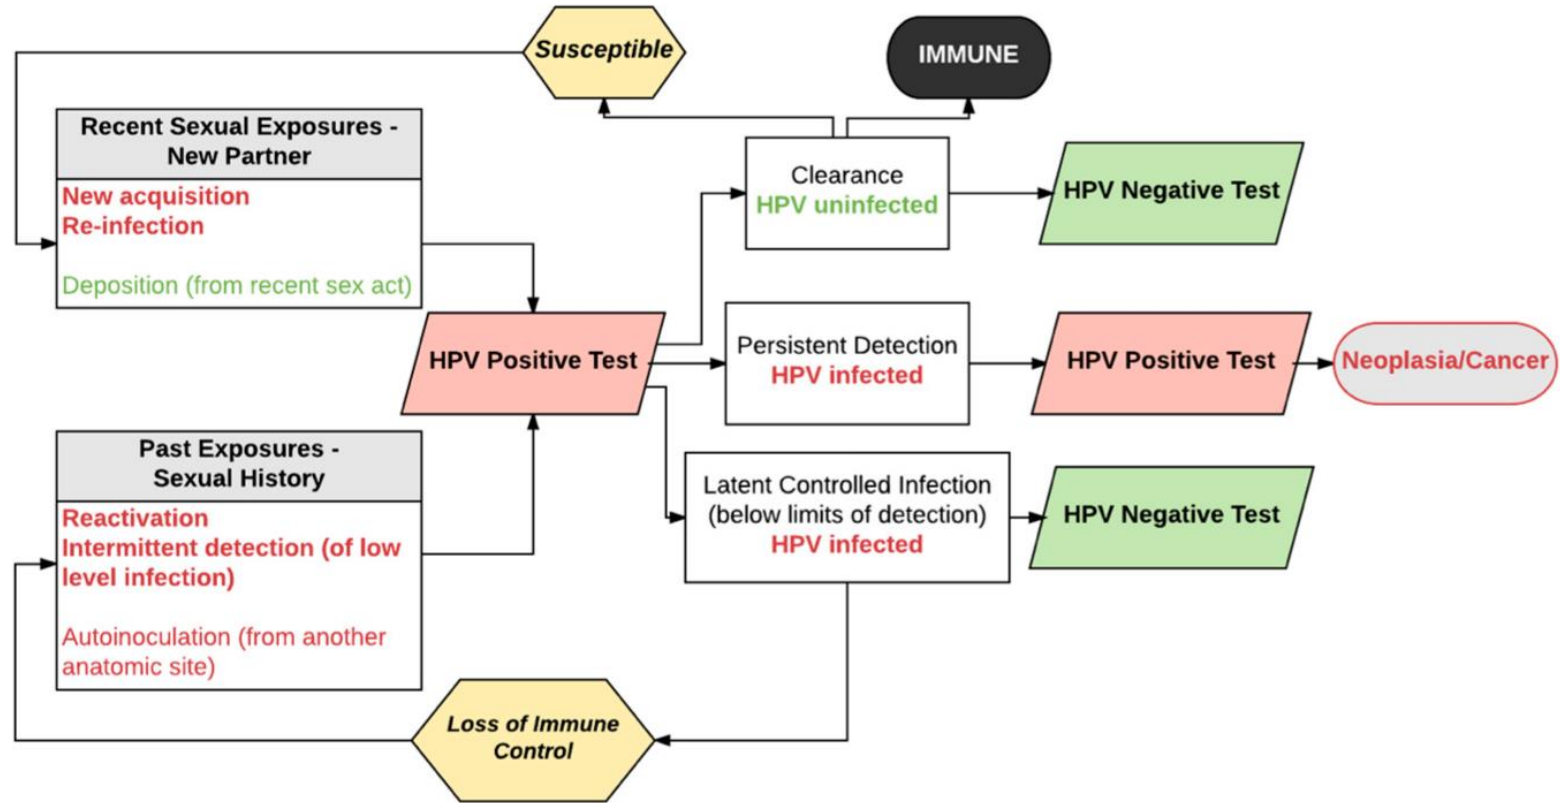 Susceptible
IMMUNE
Recent Sexual Exposures -
New Partner
New acquisition
Re-infection
Deposition (from recent sex act)
Clearance
HPV uninfected
HPV Negative Test
HPV Positive Test
Persistent Detection
HPV infected
HPV Positive Test
Neoplasia/Cancer
Past Exposures -
Sexual History
Reactivation
Intermittent detection (of low
level infection)
Autoinoculation (from another
anatomic site)
Latent Controlled Infection
(below limits of detection)
HPV infected
HPV Negative Test
Loss of Immune
Control